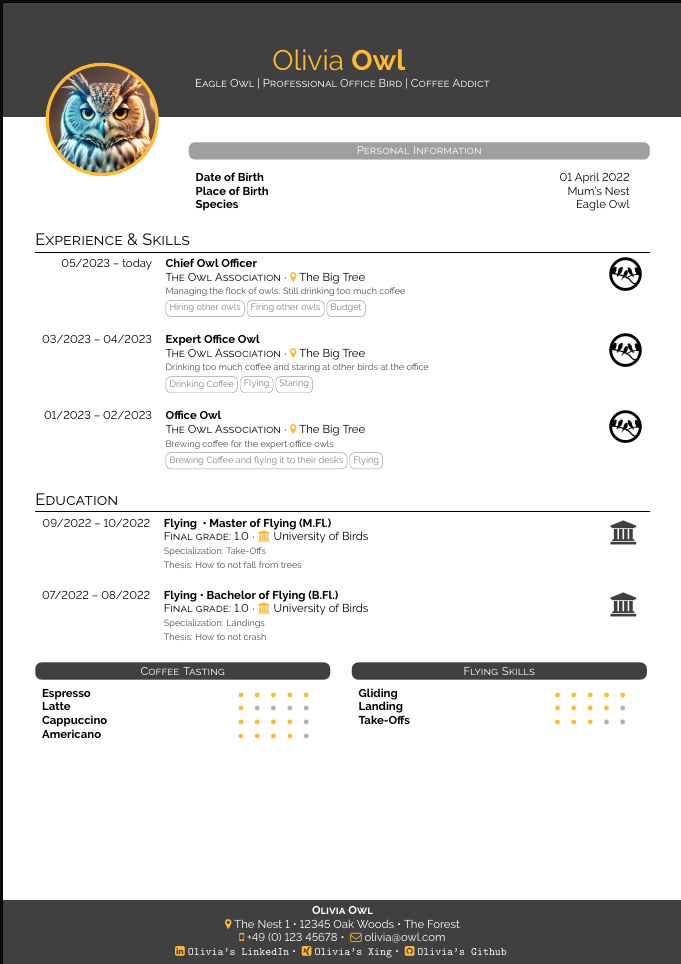 Olivia Owl
Eagle Owl | Professional Office Bird | Coffee Addict
Personal Information
Date of Birth 01 April 2022
Place of Birth Mum's Nest
Species Eagle Owl
Experience & Skills
05/2023 – today Chief Owl Officer
The Owl Association · The Big Tree
Managing the flock of owls. Still drinking too much coffee.
Hiring other owls Firing other owls Budget
03/2023 – 04/2023 Expert Office Owl
The Owl Association · The Big Tree
Drinking too much coffee and staring at other birds at the office
Drinking Coffee Flying Staring
01/2023 – 02/2023 Office Owl
The Owl Association · The Big Tree
Brewing coffee for the expert office owls
Brewing Coffee and flying it to their desks Flying
Education
09/2022 – 10/2022 Flying · Master of Flying (M.Fl.)
Final grade: 1.0 · University of Birds
Specialization: Take-Offs
Thesis: How to not fall from trees
07/2022 – 08/2022 Flying · Bachelor of Flying (B.Fl.)
Final grade: 1.0 · University of Birds
Specialization: Landings
Thesis: How to not crash
Coffee Tasting
Espresso
Latte
Cappuccino
Americano
Flying Skills
Gliding
Landing
Take-Offs
Olivia Owl
The Nest 1 · 12345 Oak Woods · The Forest
+49 (0) 123 45678 · olivia@owl.com
Olivia's LinkedIn · Olivia's Xing · Olivia's Github